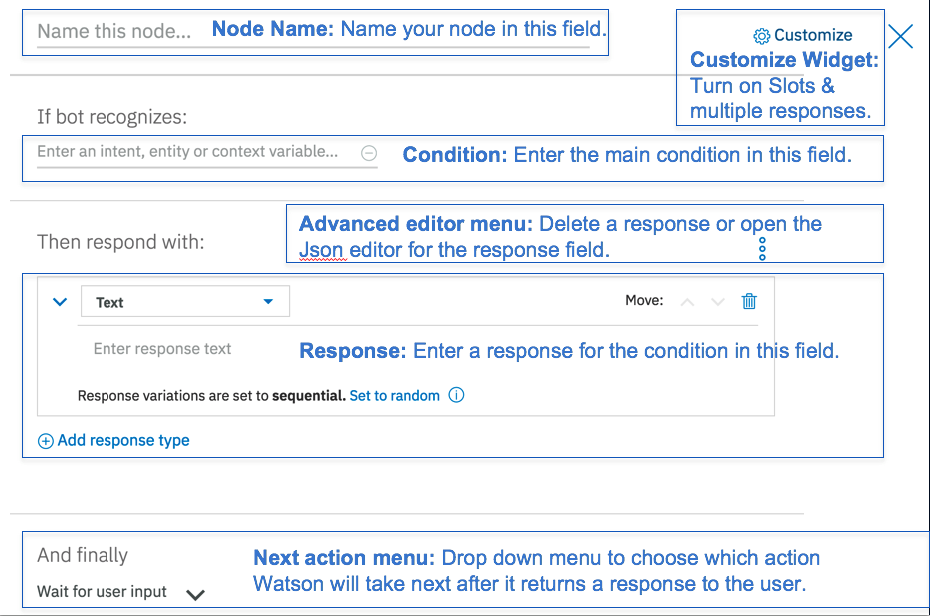 Name this node... Node Name: Name your node in this field.
Customize
Customize Widget:
Turn on Slots &
multiple responses.
If bot recognizes:
Enter an intent, entity or context variable... Condition: Enter the main condition in this field.
Then respond with:
Advanced editor menu: Delete a response or open the
Json editor for the response field.
Text Move:
Enter response text Response: Enter a response for the condition in this field.
Response variations are set to sequential. Set to random
Add response type
And finally
Wait for user input
Next action menu: Drop down menu to choose which action
Watson will take next after it returns a response to the user.